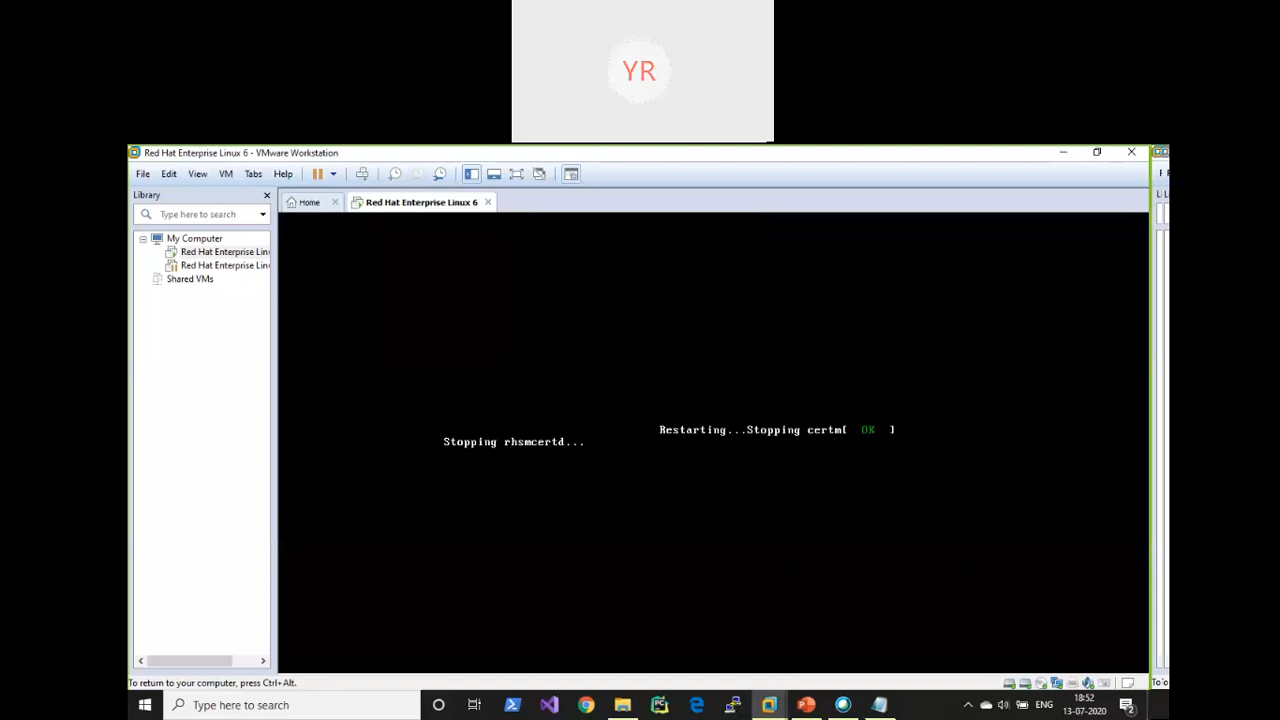 YR
Red Hat Enterprise Linux 6 - VMware Workstation
File Edit View VM Tabs Help
Library
Type here to search
Home
Red Hat Enterprise Linux 6
My Computer
Red Hat Enterprise Lin
Red Hat Enterprise Lin
Shared VMs
Restarting...Stopping certm[ OK ]
Stopping rhsmcertd...
To return to your computer, press Ctrl+Alt.
Type here to search
ENG
18:52
13-07-2020
2